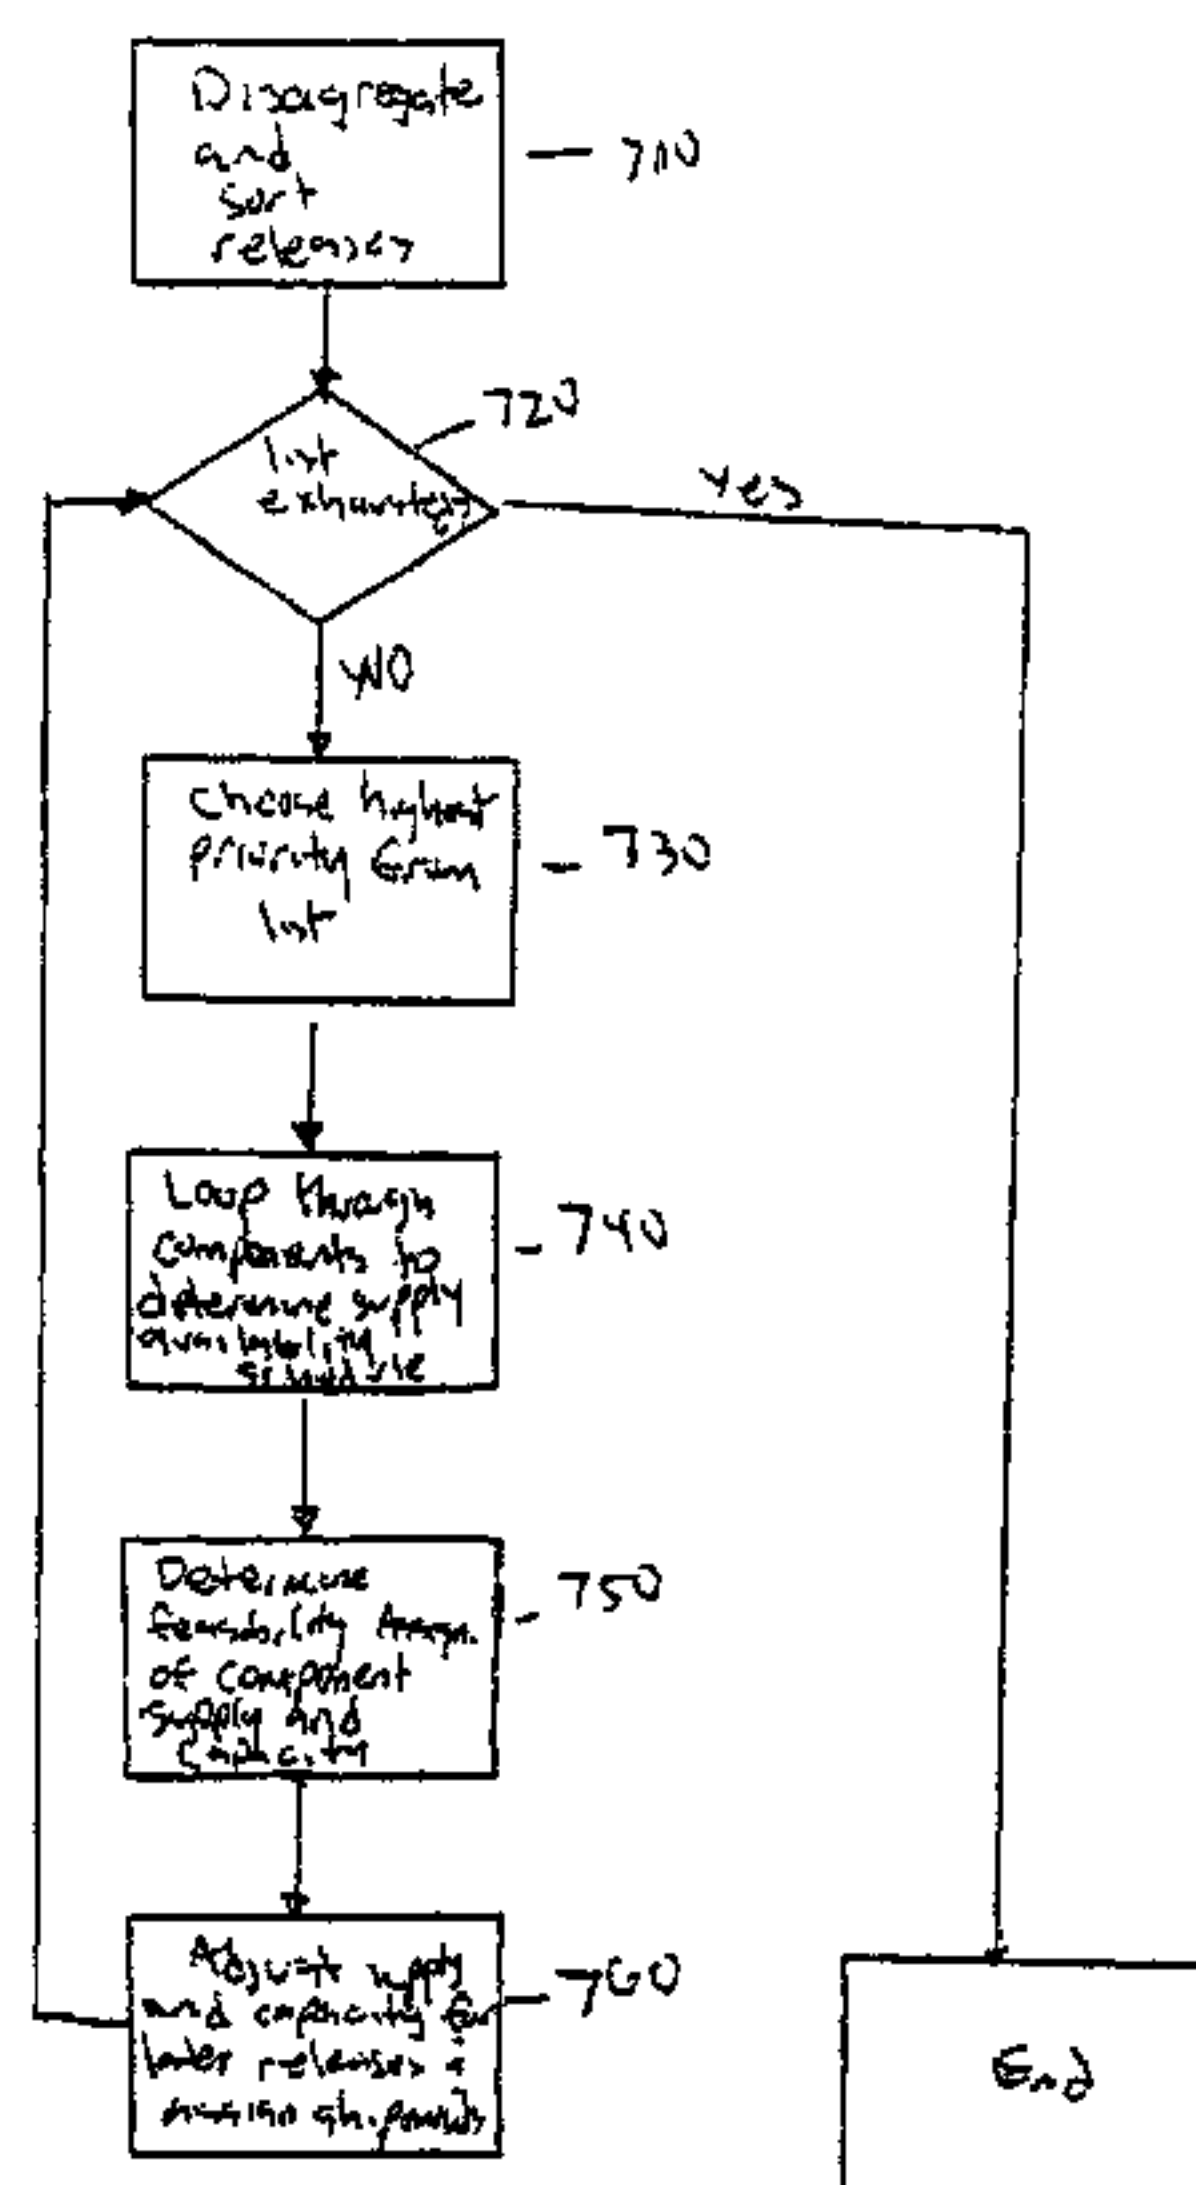 Disagregate
and
sort
releases
710
720
list
exhausted?
Yes
NO
choose highest
priority from
list
730
Loop through
components to
determine supply
availability
schedule
740
Determine
feasibility
of component
supply and
capacity
750
Adjust supply
and capacity for
later releases
assign shipments
760
End